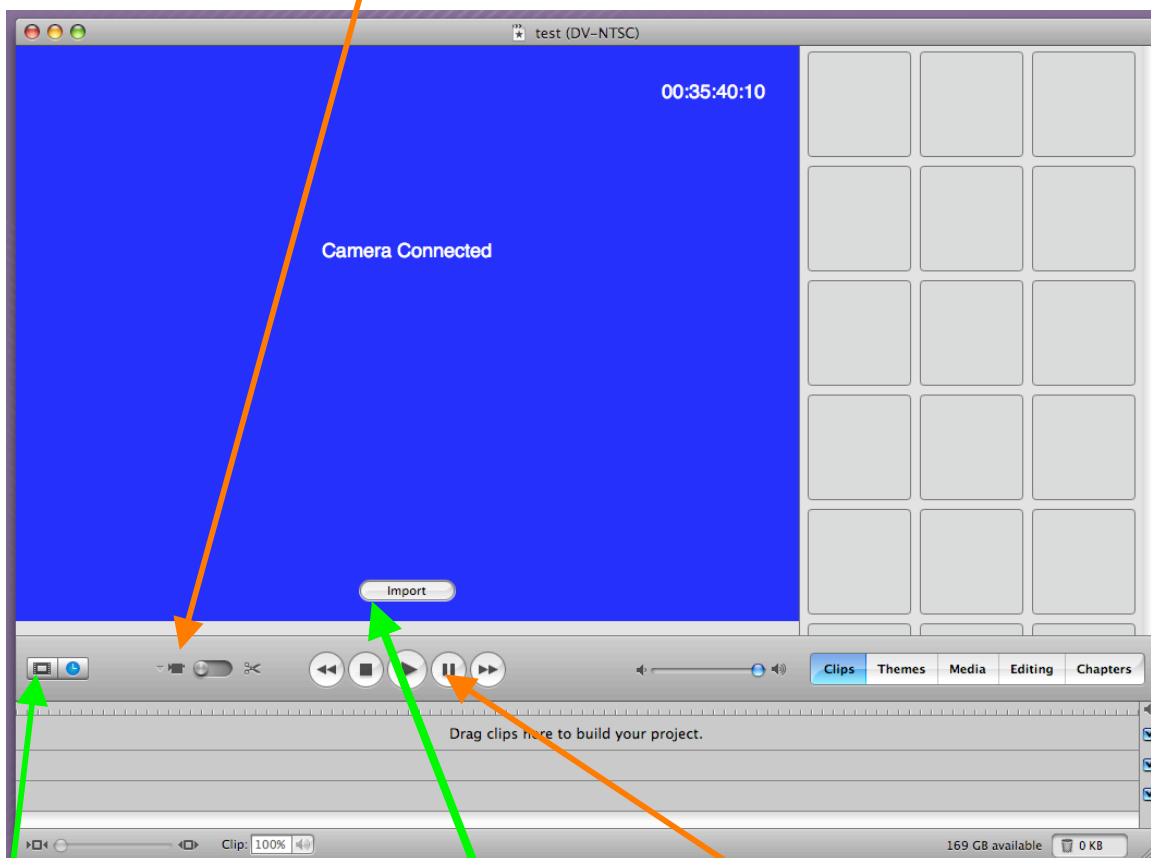 test (DV-NTSC)
00:35:40:10
Camera Connected
Import
Clips Themes Media Editing Chapters
Drag clips here to build your project.
Clip: 100% 169 GB available 0 KB